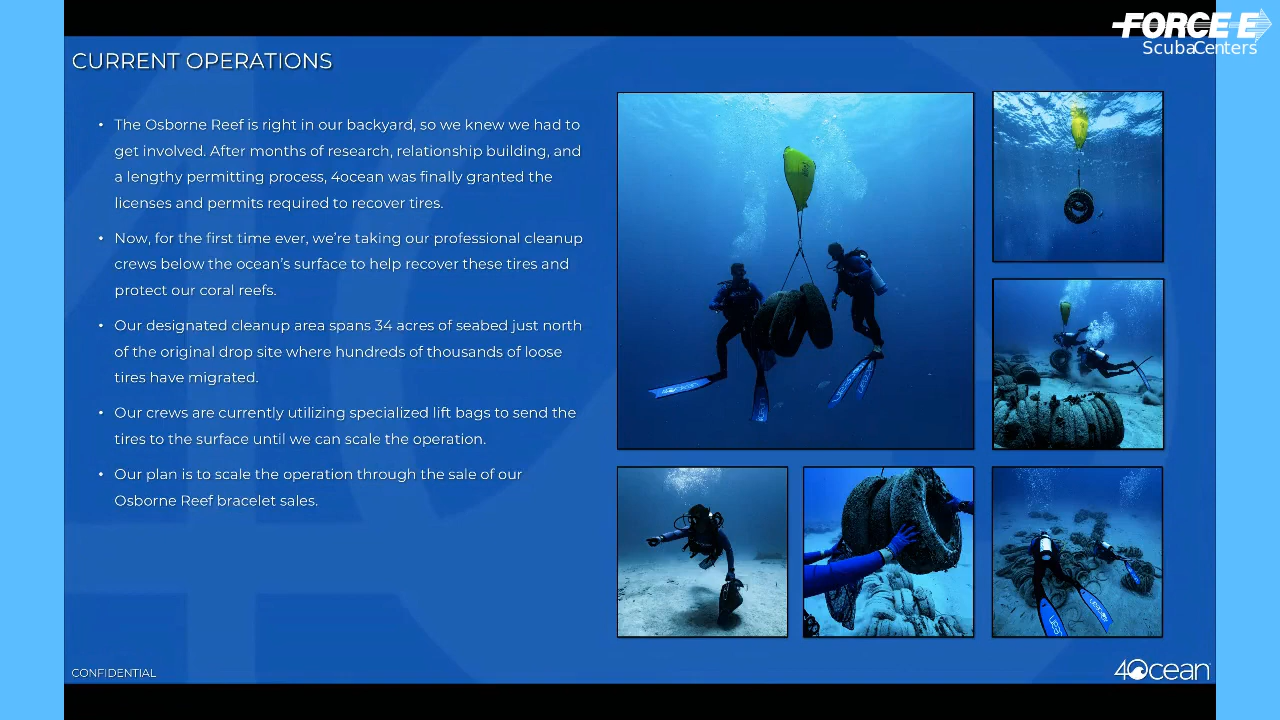 FORCE E
ScubaCenters
CURRENT OPERATIONS
• The Osborne Reef is right in our backyard, so we knew we had to
get involved. After months of research, relationship building, and
a lengthy permitting process, 4ocean was finally granted the
licenses and permits required to recover tires.
• Now, for the first time ever, we're taking our professional cleanup
crews below the ocean's surface to help recover these tires and
protect our coral reefs.
• Our designated cleanup area spans 34 acres of seabed just north
of the original drop site where hundreds of thousands of loose
tires have migrated.
• Our crews are currently utilizing specialized lift bags to send the
tires to the surface until we can scale the operation.
• Our plan is to scale the operation through the sale of our
Osborne Reef bracelet sales.
CONFIDENTIAL
4Ocean